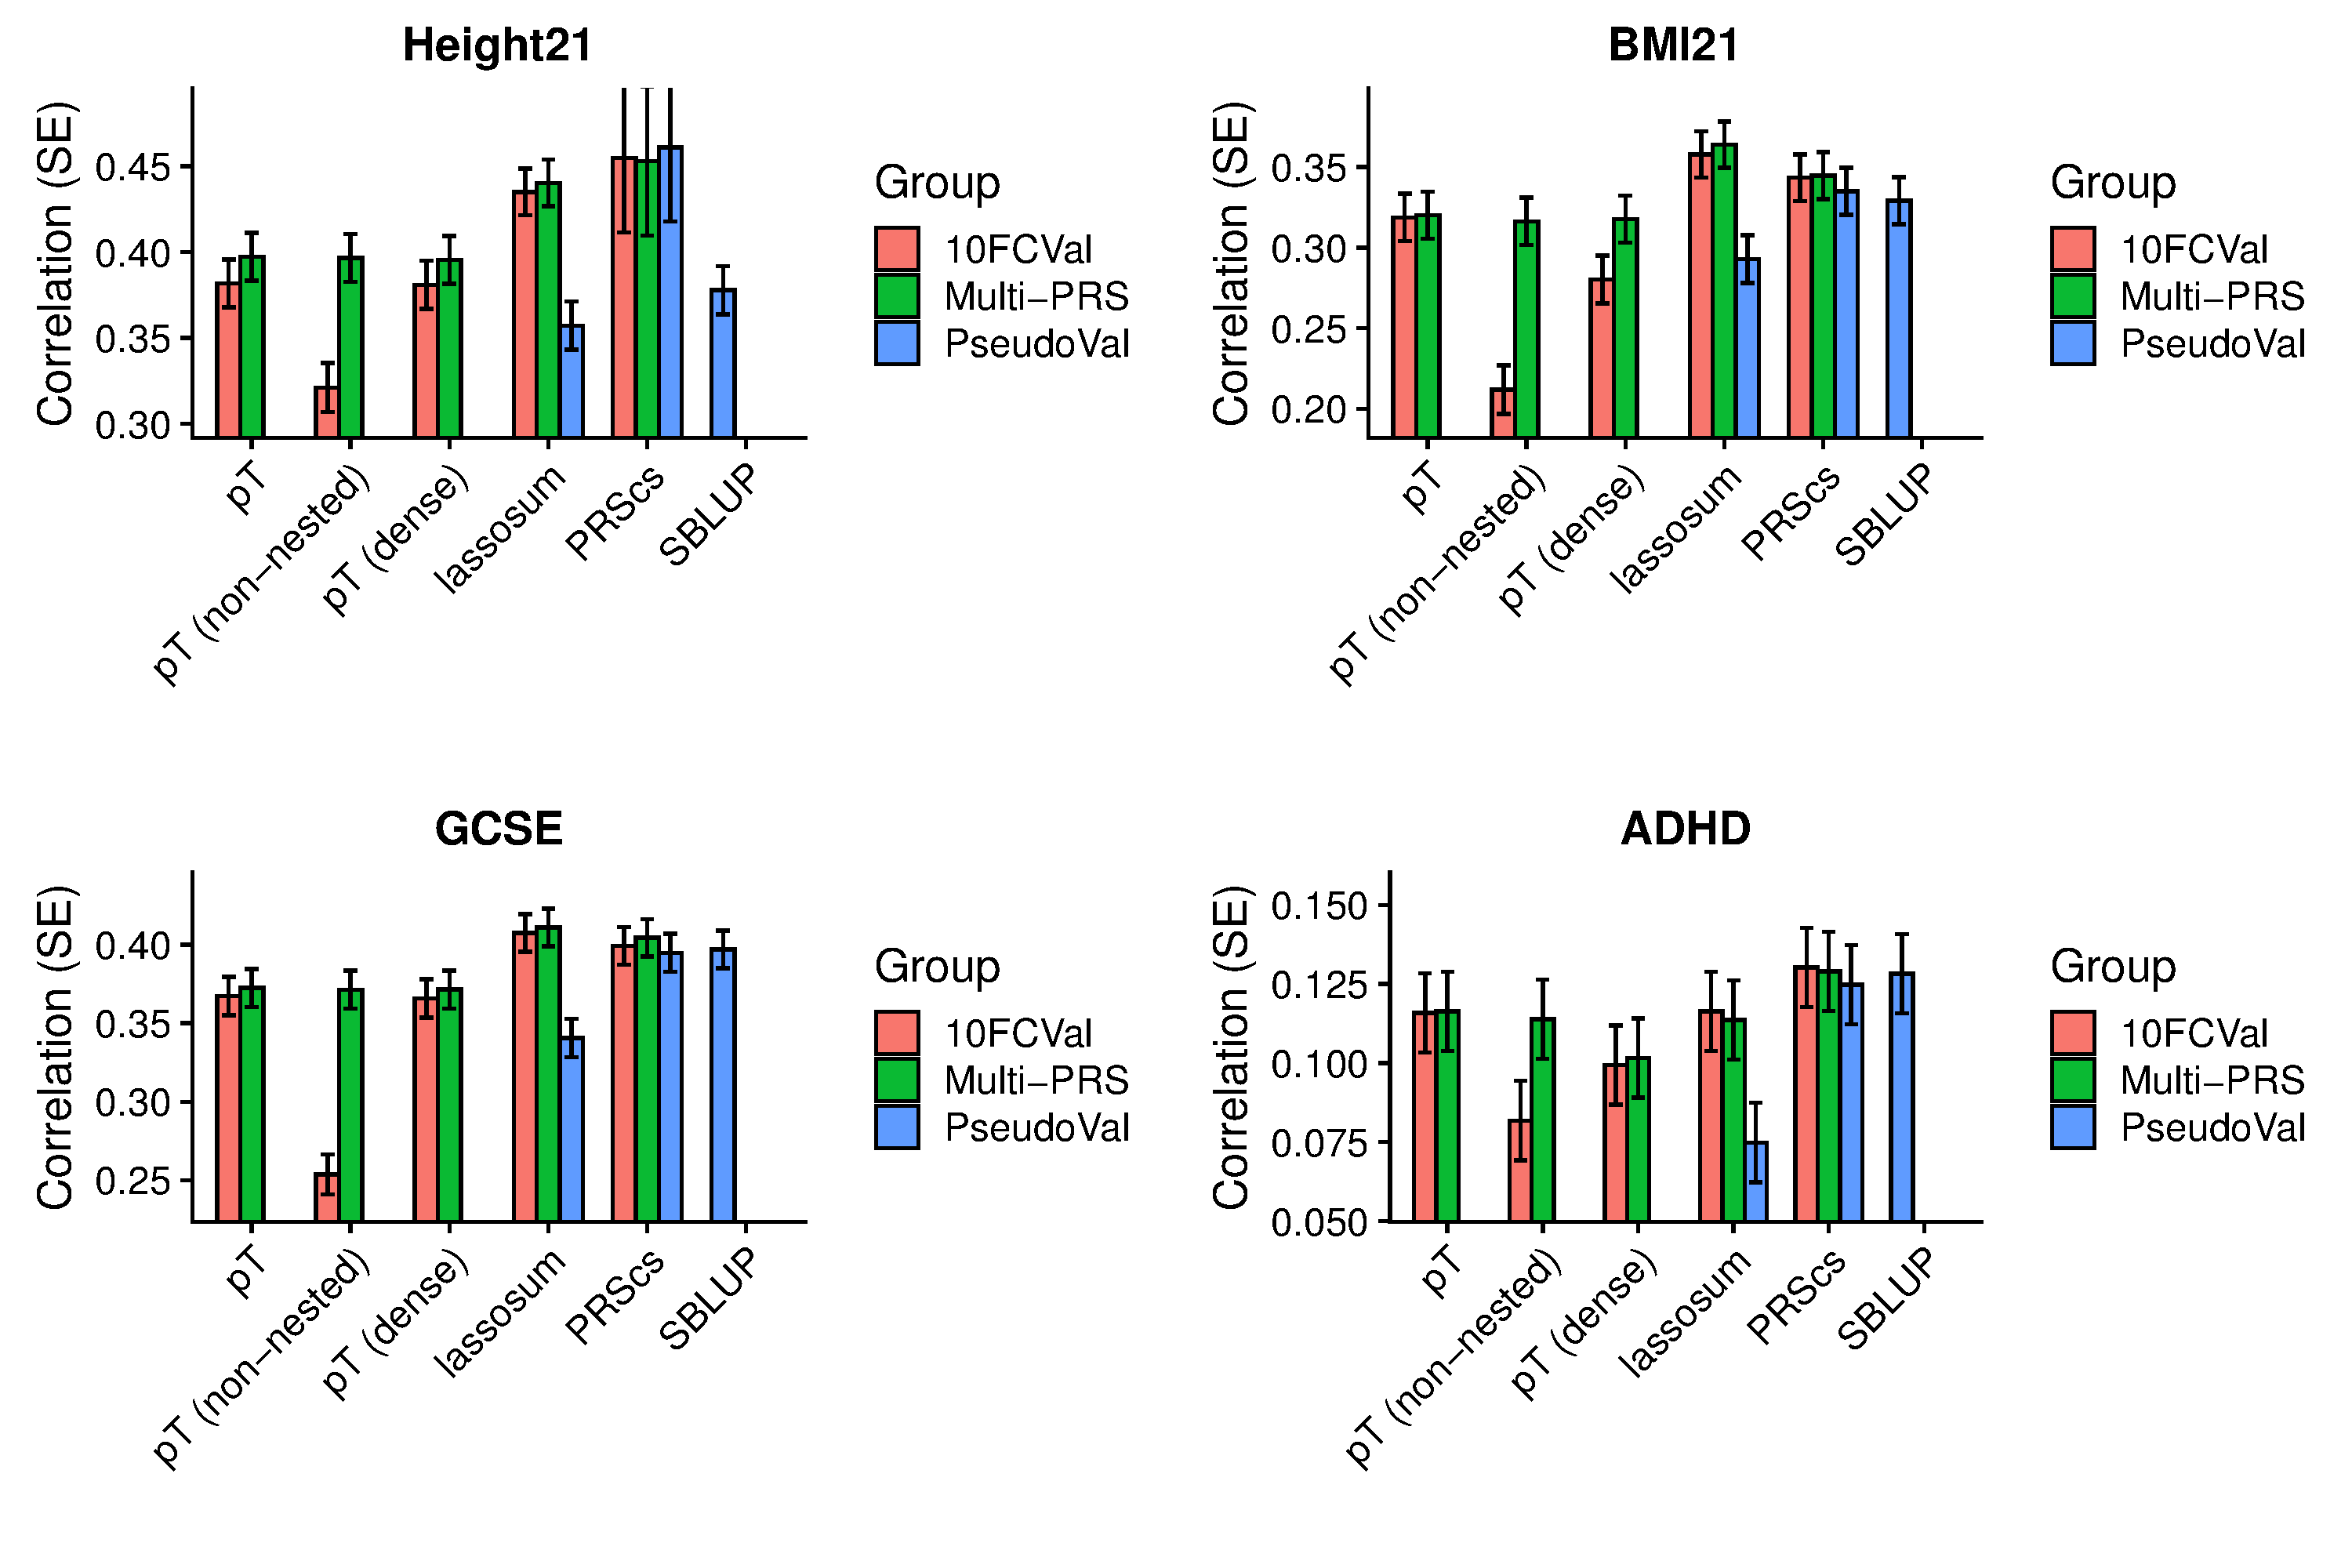 Height21
Correlation (SE)
0.45
0.40
0.35
0.30
pT
pT (non−nested)
pT (dense)
lassosum
PRScs
SBLUP
Group
10FCVal
Multi−PRS
PseudoVal
BMI21
Correlation (SE)
0.35
0.30
0.25
0.20
pT
pT (non−nested)
pT (dense)
lassosum
PRScs
SBLUP
Group
10FCVal
Multi−PRS
PseudoVal
GCSE
Correlation (SE)
0.40
0.35
0.30
0.25
pT
pT (non−nested)
pT (dense)
lassosum
PRScs
SBLUP
Group
10FCVal
Multi−PRS
PseudoVal
ADHD
Correlation (SE)
0.150
0.125
0.100
0.075
0.050
pT
pT (non−nested)
pT (dense)
lassosum
PRScs
SBLUP
Group
10FCVal
Multi−PRS
PseudoVal